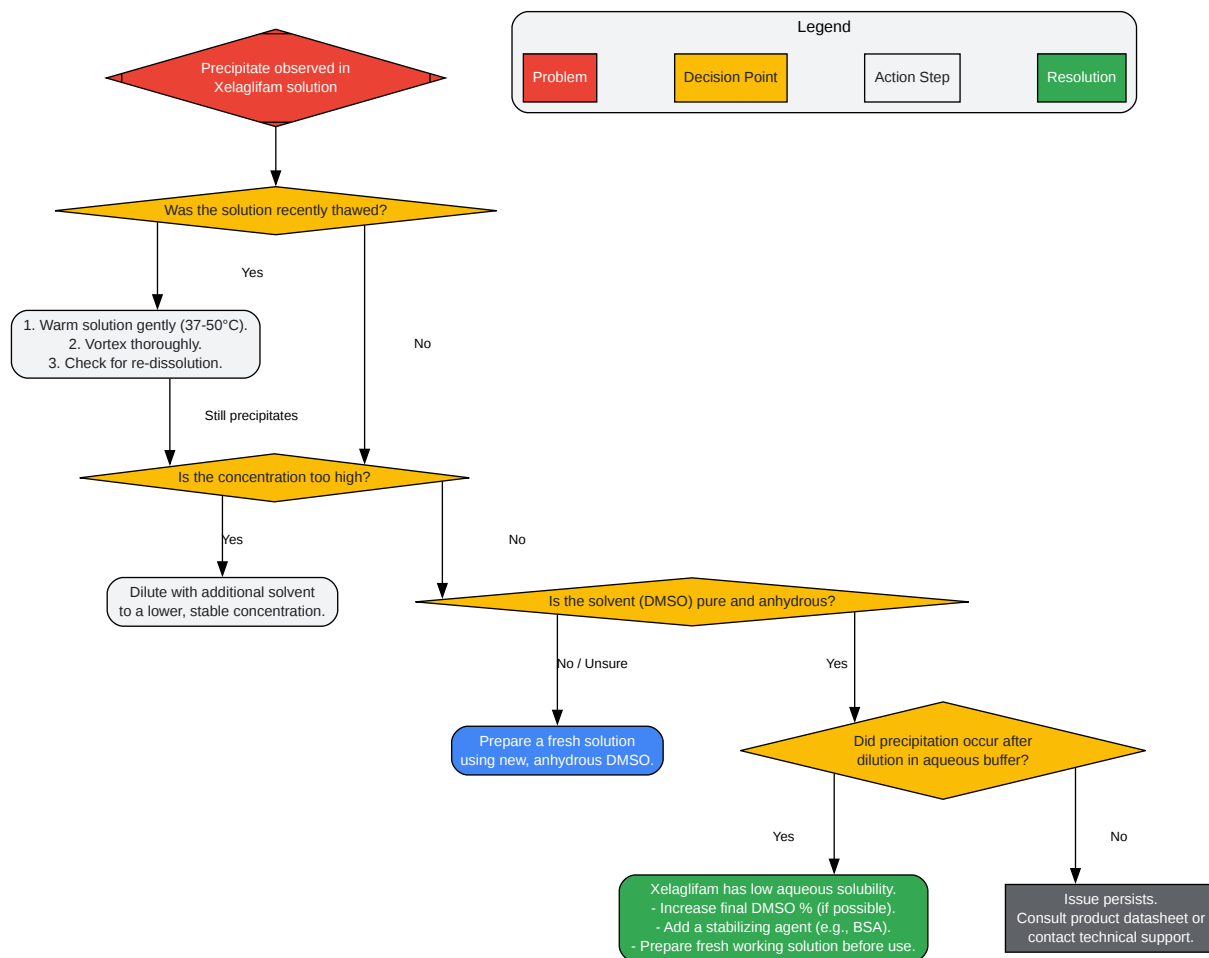 Precipitate observed in
Xelaglifam solution
Legend
Problem
Decision Point
Action Step
Resolution
Was the solution recently thawed?
Yes
No
1. Warm solution gently (37-50°C).
2. Vortex thoroughly.
3. Check for re-dissolution.
Still precipitates
Is the concentration too high?
Yes
No
Dilute with additional solvent
to a lower, stable concentration.
Is the solvent (DMSO) pure and anhydrous?
No / Unsure
Yes
Prepare a fresh solution
using new, anhydrous DMSO.
Did precipitation occur after
dilution in aqueous buffer?
Yes
No
Xelaglifam has low aqueous solubility.
- Increase final DMSO % (if possible).
- Add a stabilizing agent (e.g., BSA).
- Prepare fresh working solution before use.
Issue persists.
Consult product datasheet or
contact technical support.